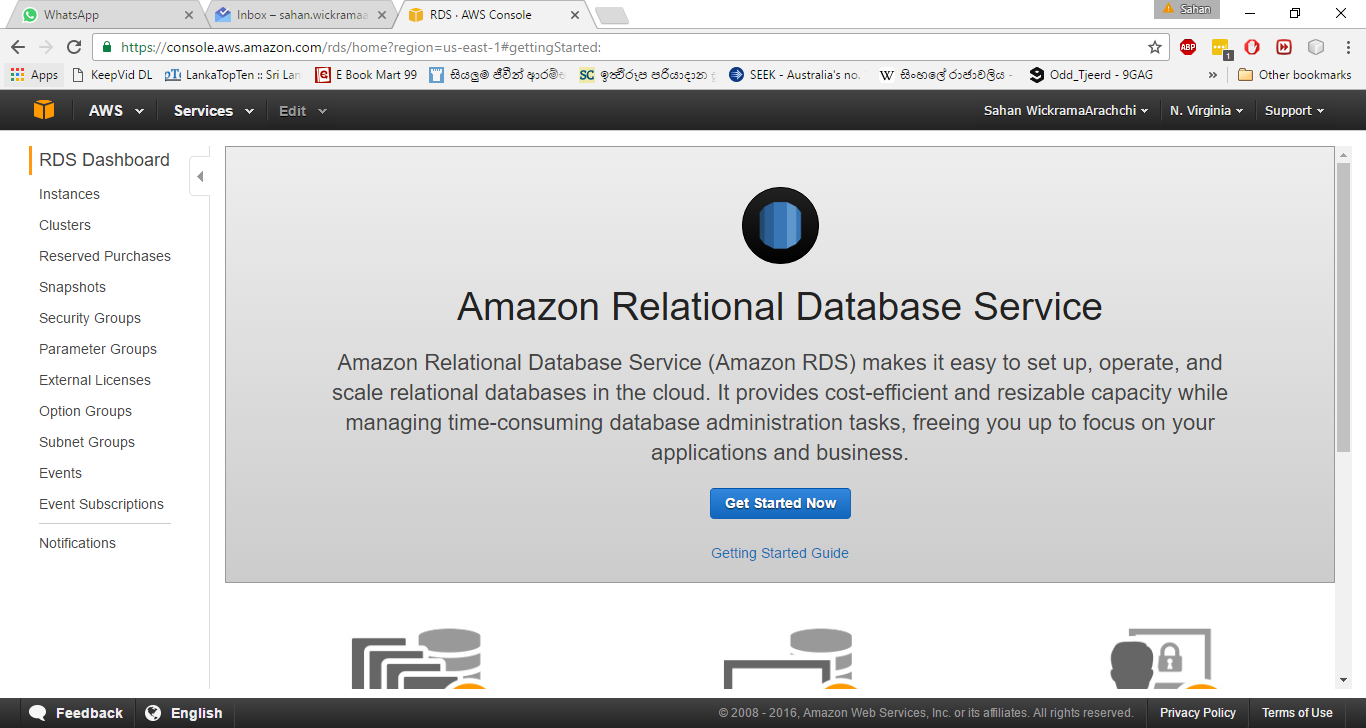 WhatsApp
Inbox – sahan.wickramaa
RDS · AWS Console
Sahan
https://console.aws.amazon.com/rds/home?region=us-east-1#gettingStarted:
ABP
1
Apps
KeepVid DL
LankaTopTen :: Sri Lan
E Book Mart 99
සියලුම ජීවීන් ආරම්භ
SC
SEEK - Australia's no.
W
සිංහලේ රාජාවලිය -
Odd_Tjeerd - 9GAG
»
Other bookmarks
AWS
Services
Edit
Sahan WickramaArachchi
N. Virginia
Support
RDS Dashboard
Instances
Clusters
Reserved Purchases
Snapshots
Security Groups
Parameter Groups
External Licenses
Option Groups
Subnet Groups
Events
Event Subscriptions
Notifications
Amazon Relational Database Service
Amazon Relational Database Service (Amazon RDS) makes it easy to set up, operate, and
scale relational databases in the cloud. It provides cost-efficient and resizable capacity while
managing time-consuming database administration tasks, freeing you up to focus on your
applications and business.
Get Started Now
Getting Started Guide
Feedback
English
© 2008 - 2016, Amazon Web Services, Inc. or its affiliates. All rights reserved.
Privacy Policy
Terms of Use